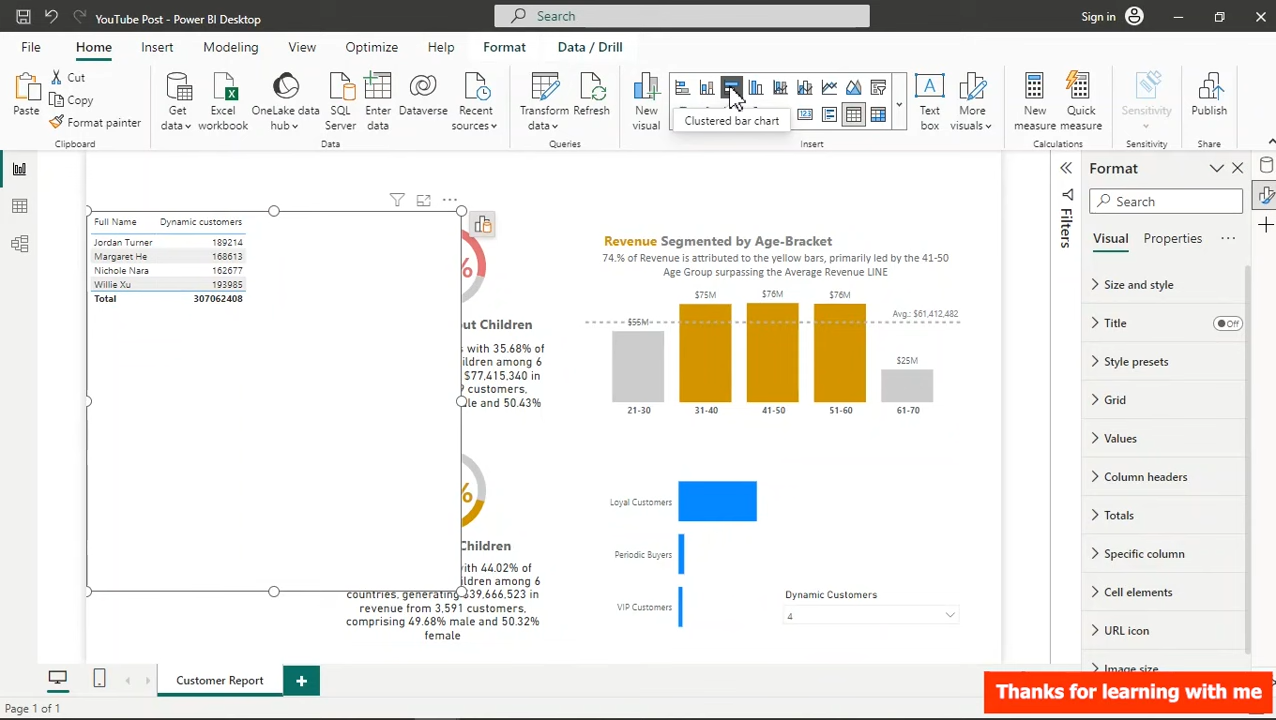 YouTube Post - Power BI Desktop
Search
Sign in
File
Home
Insert
Modeling
View
Optimize
Help
Format
Data / Drill
Paste
Cut
Copy
Format painter
Clipboard
Get data
Excel workbook
OneLake data hub
SQL Server
Enter data
Dataverse
Recent sources
Data
Transform data
Refresh
Queries
New visual
Clustered bar chart
Text box
More visuals
Insert
New measure
Quick measure
Calculations
Sensitivity
Sensitivity
Publish
Share
Full Name Dynamic customers
Jordan Turner 189214
Margaret He 168613
Nichole Nara 162677
Willie Xu 193985
Total 307062408
%
out Children
s with 35.68% of
ildren among 6
$77,415,340 in
customers,
ale and 50.43%
%
Children
with 44.02% of
ildren among 6
countries, generating $39,666,523 in
revenue from 3,591 customers,
comprising 49.68% male and 50.32%
female
Revenue Segmented by Age-Bracket
74.% of Revenue is attributed to the yellow bars, primarily led by the 41-50
Age Group surpassing the Average Revenue LINE
$55M
$75M
$76M
$76M
$25M
Avg.: $61,412,482
21-30
31-40
41-50
51-60
61-70
Loyal Customers
Periodic Buyers
VIP Customers
Dynamic Customers
4
Filters
Format
Search
Visual
Properties
Size and style
Title
Off
Style presets
Grid
Values
Column headers
Totals
Specific column
Cell elements
URL icon
Image size
Customer Report
Page 1 of 1
Thanks for learning with me